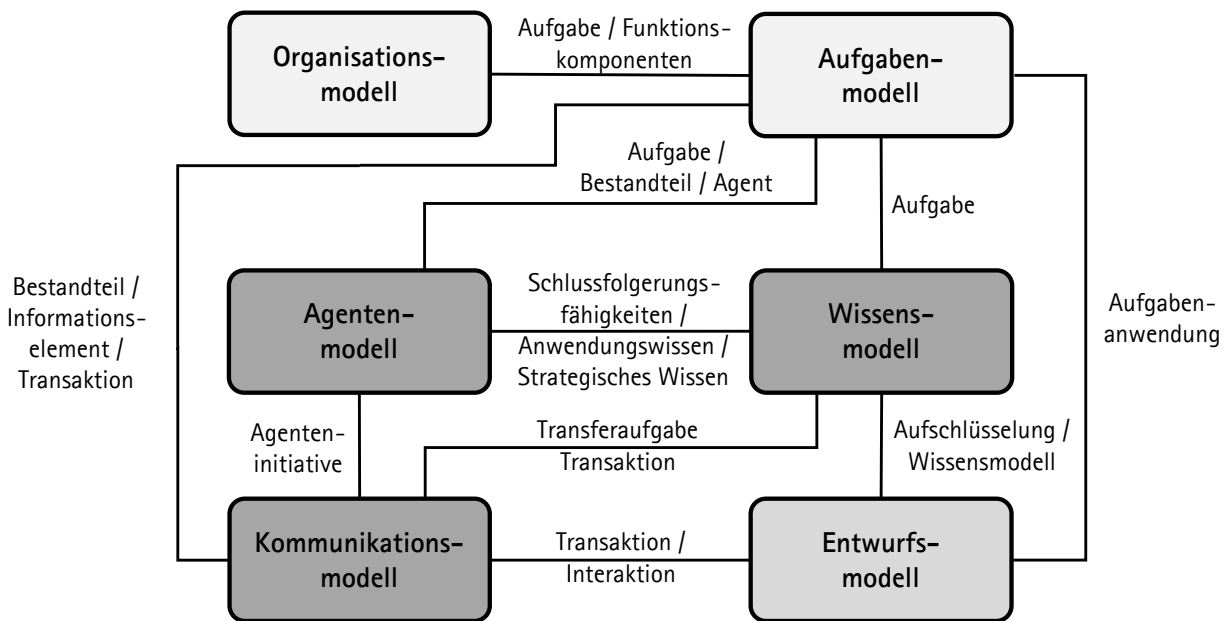 Organisations-
modell
Aufgabe / Funktions-
komponenten
Aufgaben-
modell
Aufgabe /
Bestandteil / Agent
Aufgabe
Bestandteil /
Informations-
element /
Transaktion
Agenten-
modell
Schlussfolgerungs-
fähigkeiten /
Anwendungswissen /
Strategisches Wissen
Wissens-
modell
Aufgaben-
anwendung
Agenten-
initiative
Transferaufgabe
Transaktion
Aufschlüsselung /
Wissensmodell
Kommunikations-
modell
Transaktion /
Interaktion
Entwurfs-
modell